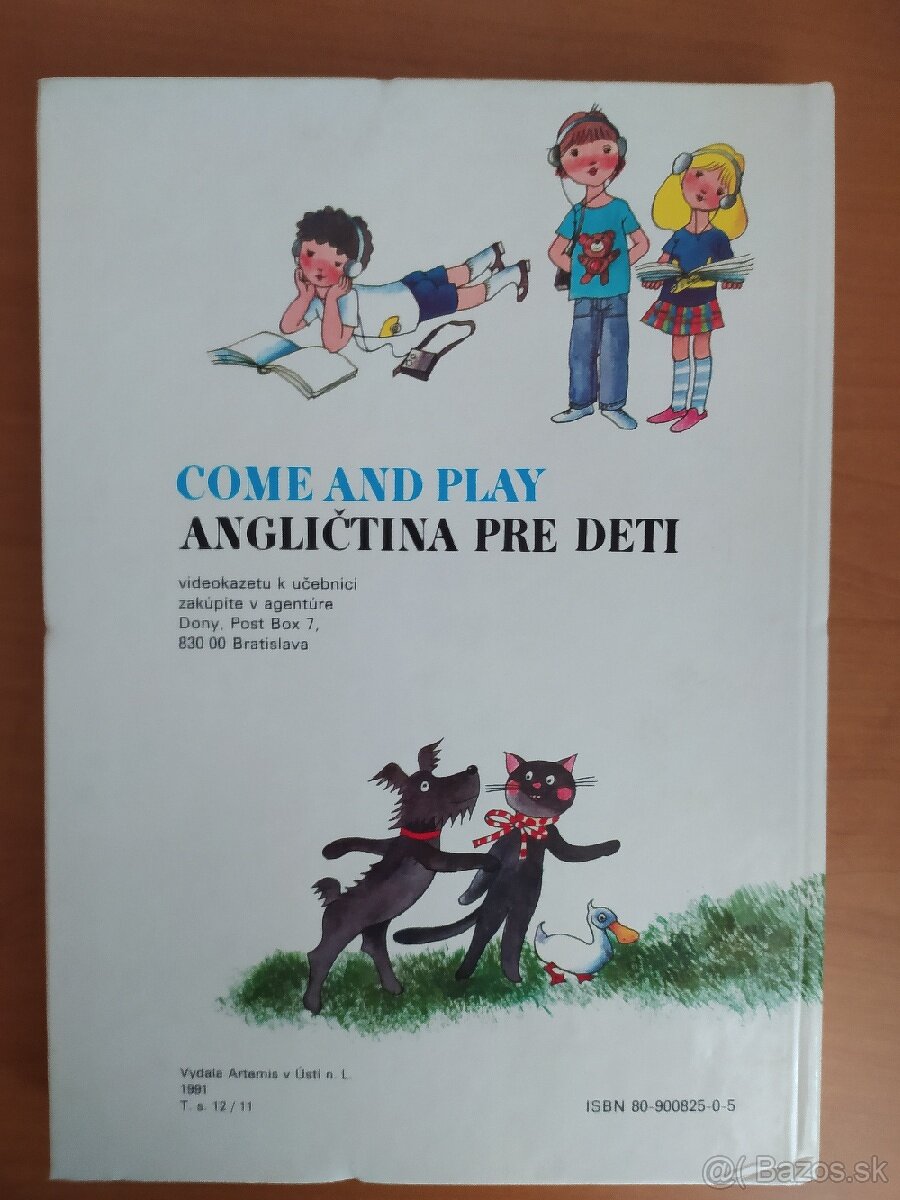 COME AND PLAY
ANGLIČTINA PRE DETI
videokazetu k učebnici
zakúpite v agentúre
Dony, Post Box 7,
830 00 Bratislava
Vydala Artemis v Ústí n. L.
1991
T. s. 12/11
ISBN 80-900825-0-5
@( Bazos.sk